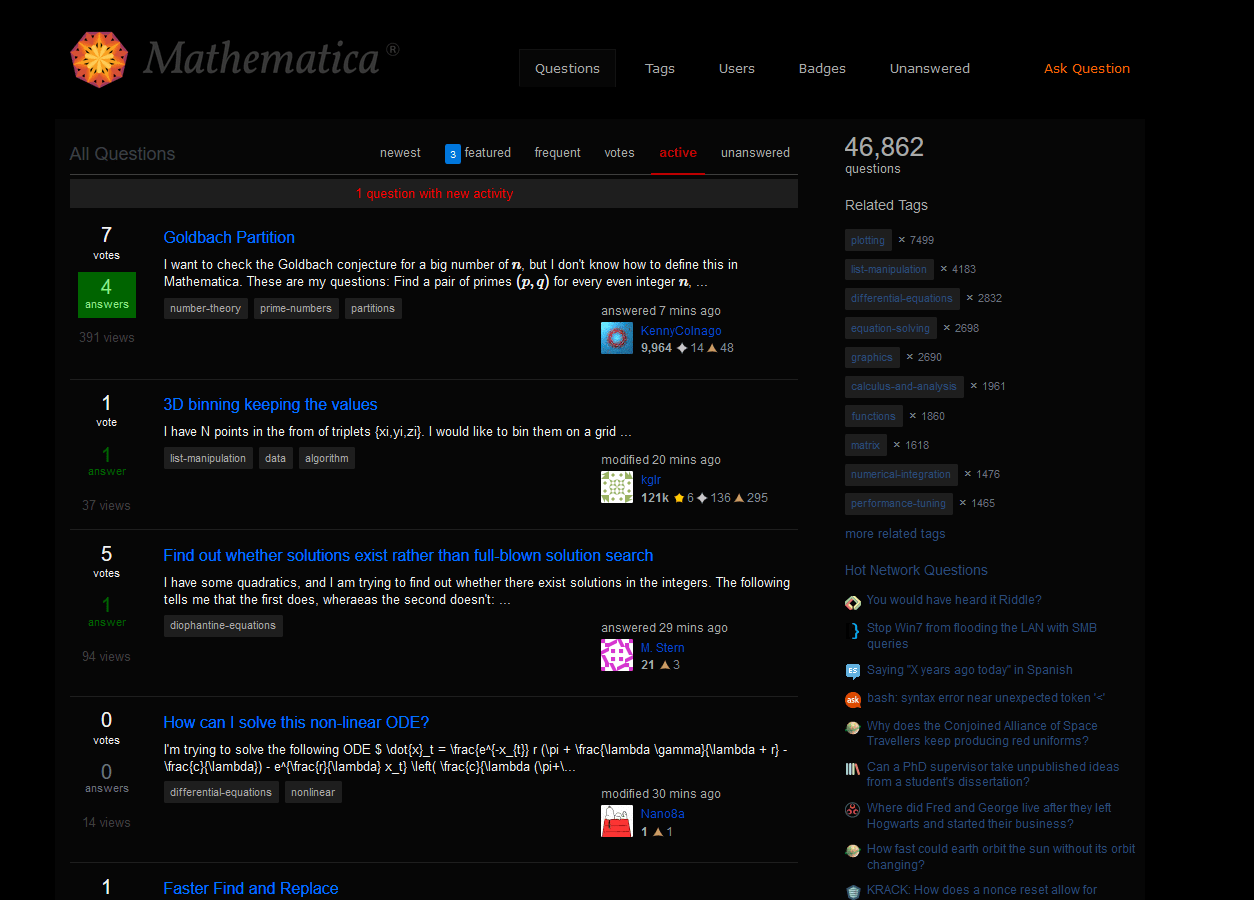 Mathematica ®
Questions Tags Users Badges Unanswered Ask Question
All Questions
newest 3 featured frequent votes active unanswered
1 question with new activity
7
votes
4
answers
391 views
Goldbach Partition
I want to check the Goldbach conjecture for a big number of n, but I don't know how to define this in
Mathematica. These are my questions: Find a pair of primes (p, q) for every even integer n, ...
number-theory prime-numbers partitions
answered 7 mins ago
KennyColnago
9,964 14 48
1
vote
1
answer
37 views
3D binning keeping the values
I have N points in the from of triplets {xi,yi,zi}. I would like to bin them on a grid ...
list-manipulation data algorithm
modified 20 mins ago
kglr
121k 6 136 295
5
votes
1
answer
94 views
Find out whether solutions exist rather than full-blown solution search
I have some quadratics, and I am trying to find out whether there exist solutions in the integers. The following
tells me that the first does, wheraeas the second doesn't: ...
diophantine-equations
answered 29 mins ago
M. Stern
21 3
0
votes
0
answers
14 views
How can I solve this non-linear ODE?
I'm trying to solve the following ODE $ \dot{x}_t = \frac{e^{-x_{t}} r (\pi + \frac{\lambda \gamma}{\lambda + r} -
\frac{c}{\lambda}) - e^{\frac{r}{\lambda} x_t} \left( \frac{c}{\lambda (\pi+\...
differential-equations nonlinear
modified 30 mins ago
Nano8a
1 1
1
Faster Find and Replace
46,862
questions
Related Tags
plotting × 7499
list-manipulation × 4183
differential-equations × 2832
equation-solving × 2698
graphics × 2690
calculus-and-analysis × 1961
functions × 1860
matrix × 1618
numerical-integration × 1476
performance-tuning × 1465
more related tags
Hot Network Questions
You would have heard it Riddle?
} Stop Win7 from flooding the LAN with SMB
queries
ES Saying "X years ago today" in Spanish
ask bash: syntax error near unexpected token '<'
Why does the Conjoined Alliance of Space
Travellers keep producing red uniforms?
Can a PhD supervisor take unpublished ideas
from a student's dissertation?
Where did Fred and George live after they left
Hogwarts and started their business?
How fast could earth orbit the sun without its orbit
changing?
KRACK: How does a nonce reset allow for